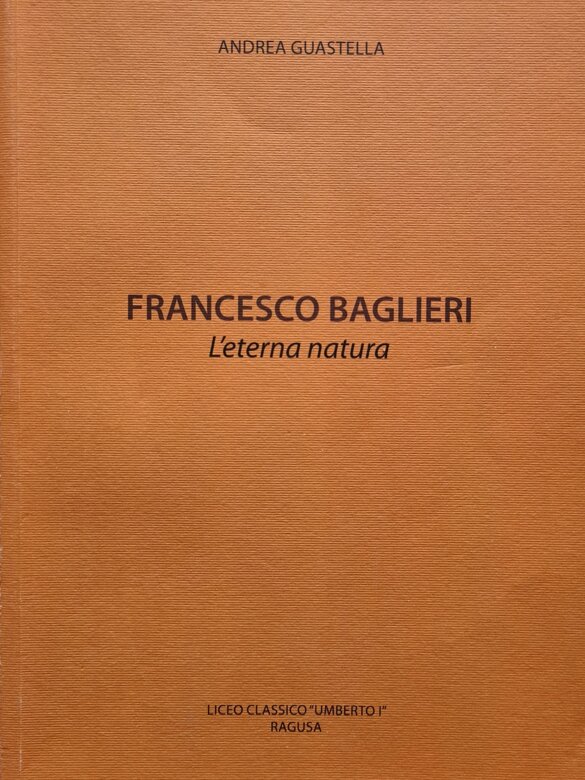 ANDREA GUASTELLA
FRANCESCO BAGLIERI
L'eterna natura
LICEO CLASSICO "UMBERTO I"
RAGUSA